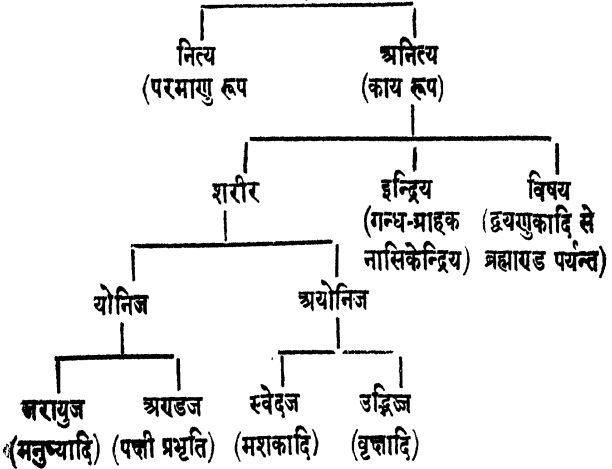 नित्य अनित्य
(परमाणु रूप (काय रूप)
शरीर इन्द्रिय विषय
(गन्ध-ग्राहक (द्वयणुकादि से
नासिकेन्द्रिय) ब्रह्माण्ड पर्यन्त)
योनिज अयोनिज
जरायुज अण्डज स्वेदज उद्भिज्ज
(मनुष्यादि) (पक्षी प्रभृति) (मशकादि) (वृक्षादि)